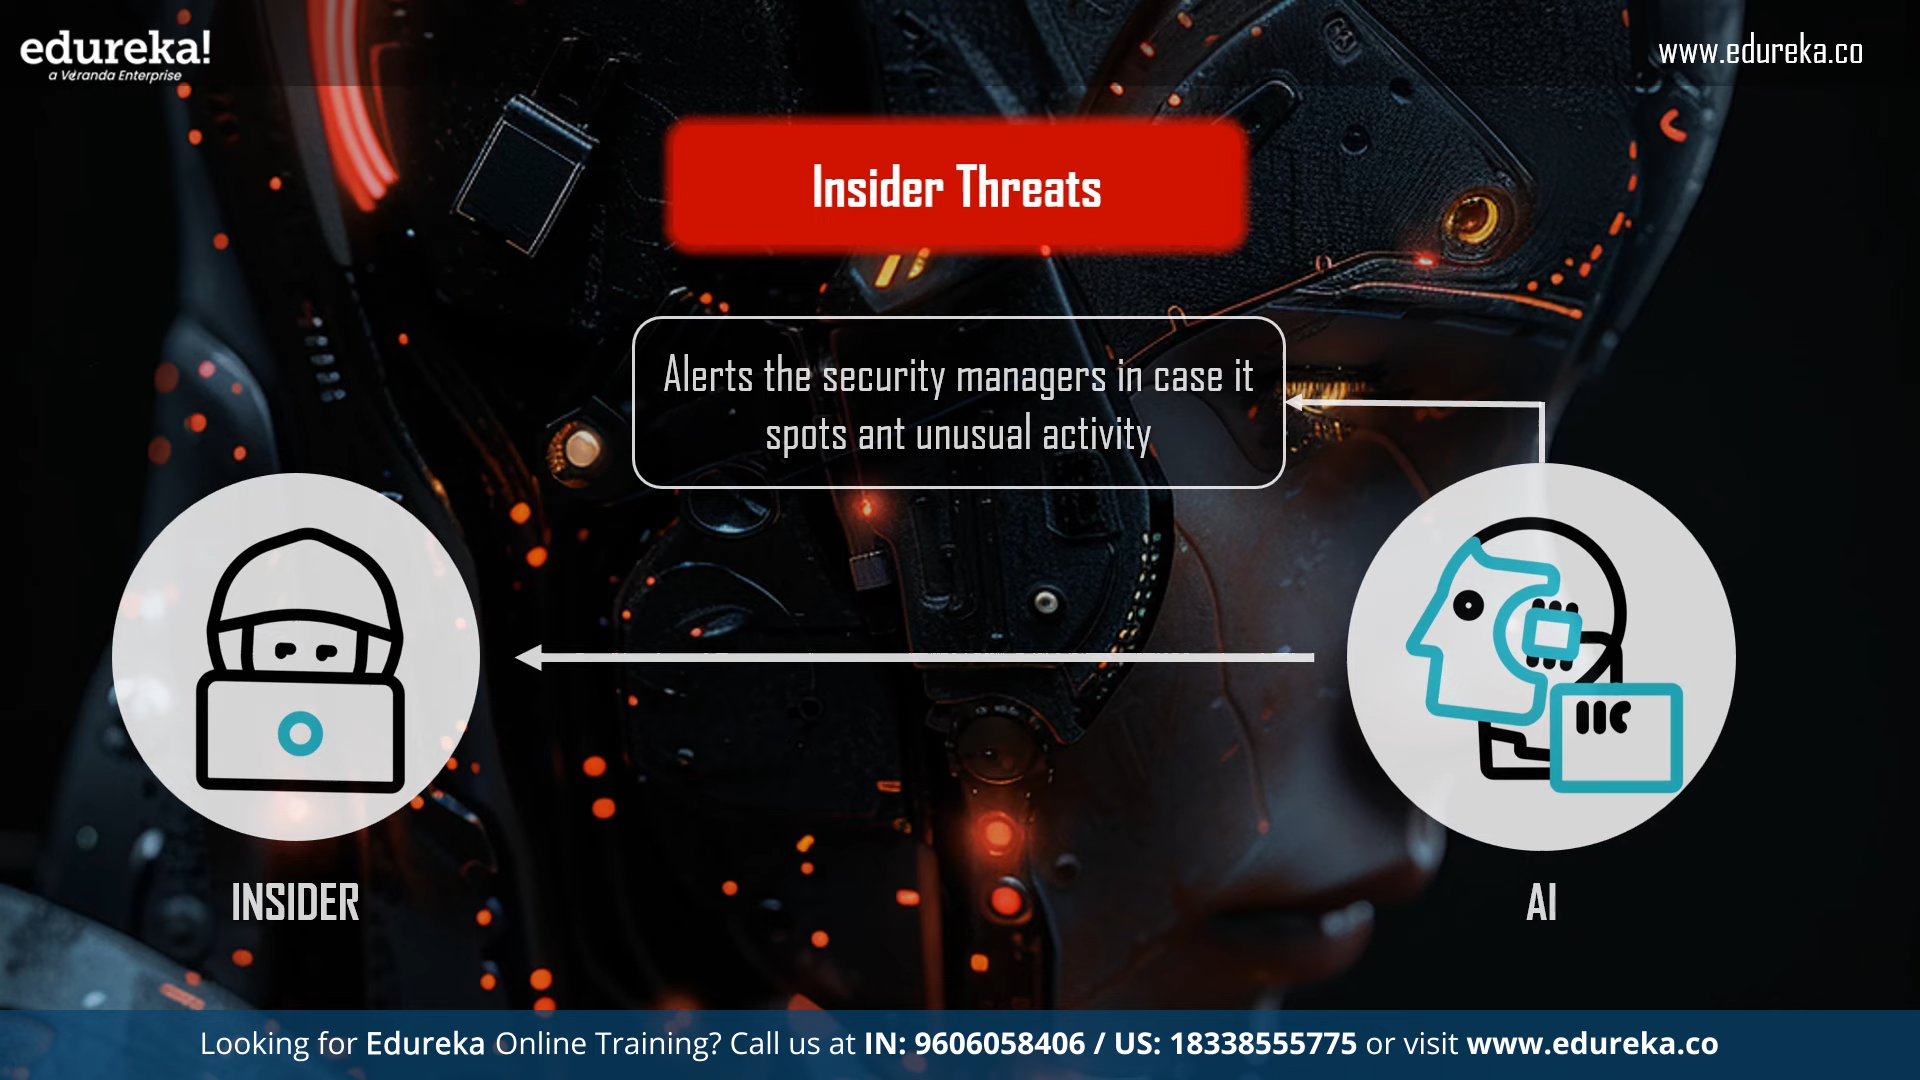 edureka!
a Veranda Enterprise
www.edureka.co
Insider Threats
Alerts the security managers in case it
spots ant unusual activity
INSIDER
AI
Looking for Edureka Online Training? Call us at IN: 9606058406 / US: 18338555775 or visit www.edureka.co